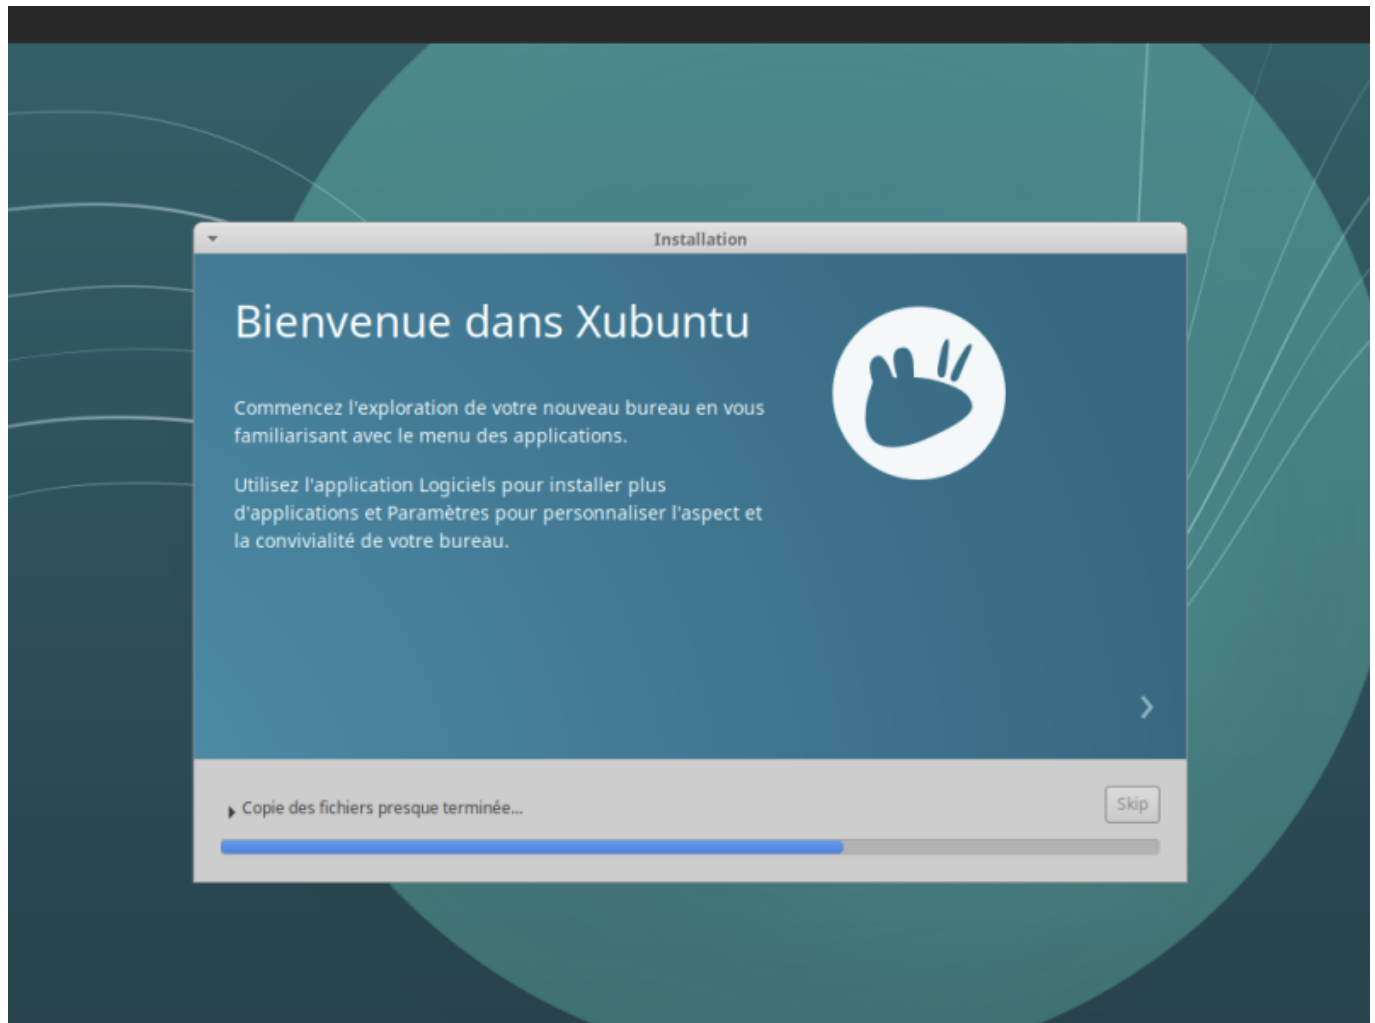 Installation
Bienvenue dans Xubuntu
Commencez l'exploration de votre nouveau bureau en vous
familiarisant avec le menu des applications.
Utilisez l'application Logiciels pour installer plus
d'applications et Paramètres pour personnaliser l'aspect et
la convivialité de votre bureau.
Copie des fichiers presque terminée...
Skip